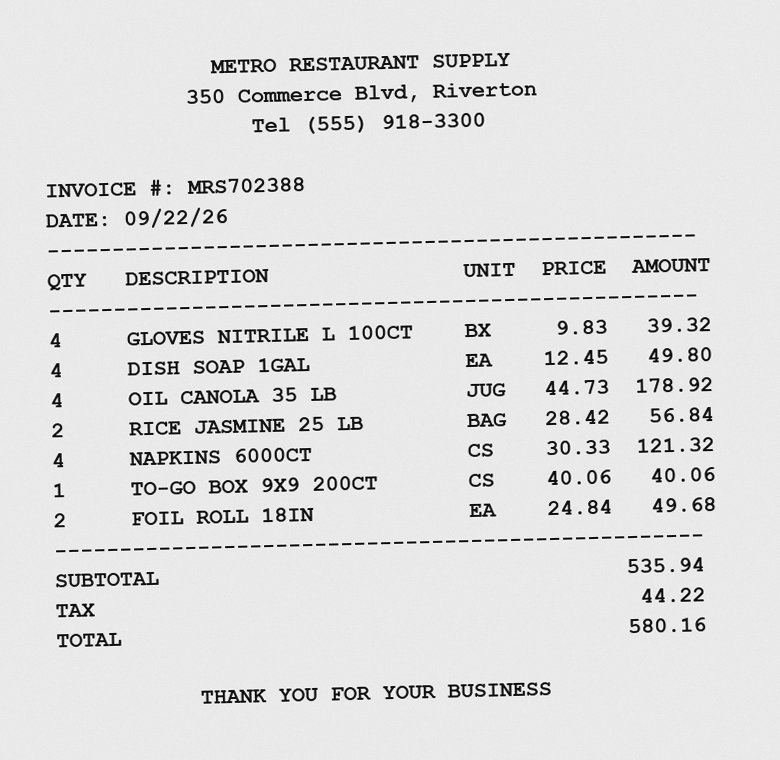 METRO RESTAURANT SUPPLY
350 Commerce Blvd, Riverton
Tel (555) 918-3300
INVOICE #: MRS702388
DATE: 09/22/26
--------------------------------------------------
QTY DESCRIPTION UNIT PRICE AMOUNT
--------------------------------------------------
4 GLOVES NITRILE L 100CT BX 9.83 39.32
4 DISH SOAP 1GAL EA 12.45 49.80
4 OIL CANOLA 35 LB JUG 44.73 178.92
2 RICE JASMINE 25 LB BAG 28.42 56.84
4 NAPKINS 6000CT CS 30.33 121.32
1 TO-GO BOX 9X9 200CT CS 40.06 40.06
2 FOIL ROLL 18IN EA 24.84 49.68
--------------------------------------------------
SUBTOTAL 535.94
TAX 44.22
TOTAL 580.16
THANK YOU FOR YOUR BUSINESS